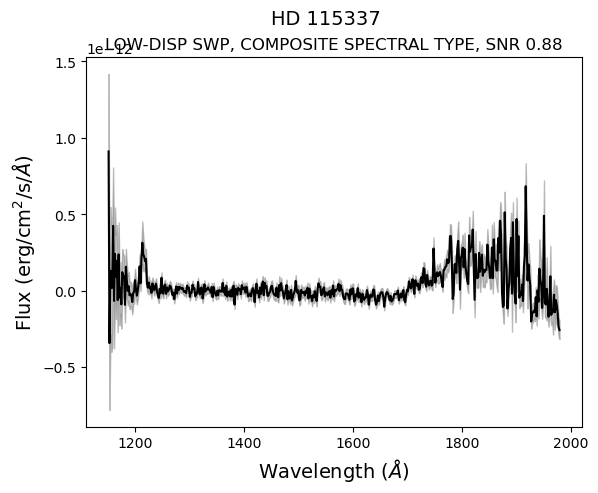 HD 115337
LOW-DISP SWP, COMPOSITE SPECTRAL TYPE, SNR 0.88
1e−12
1.5
1.0
0.5
0.0
−0.5
Flux (erg/cm²/s/Å)
1200 1400 1600 1800 2000
Wavelength (Å)